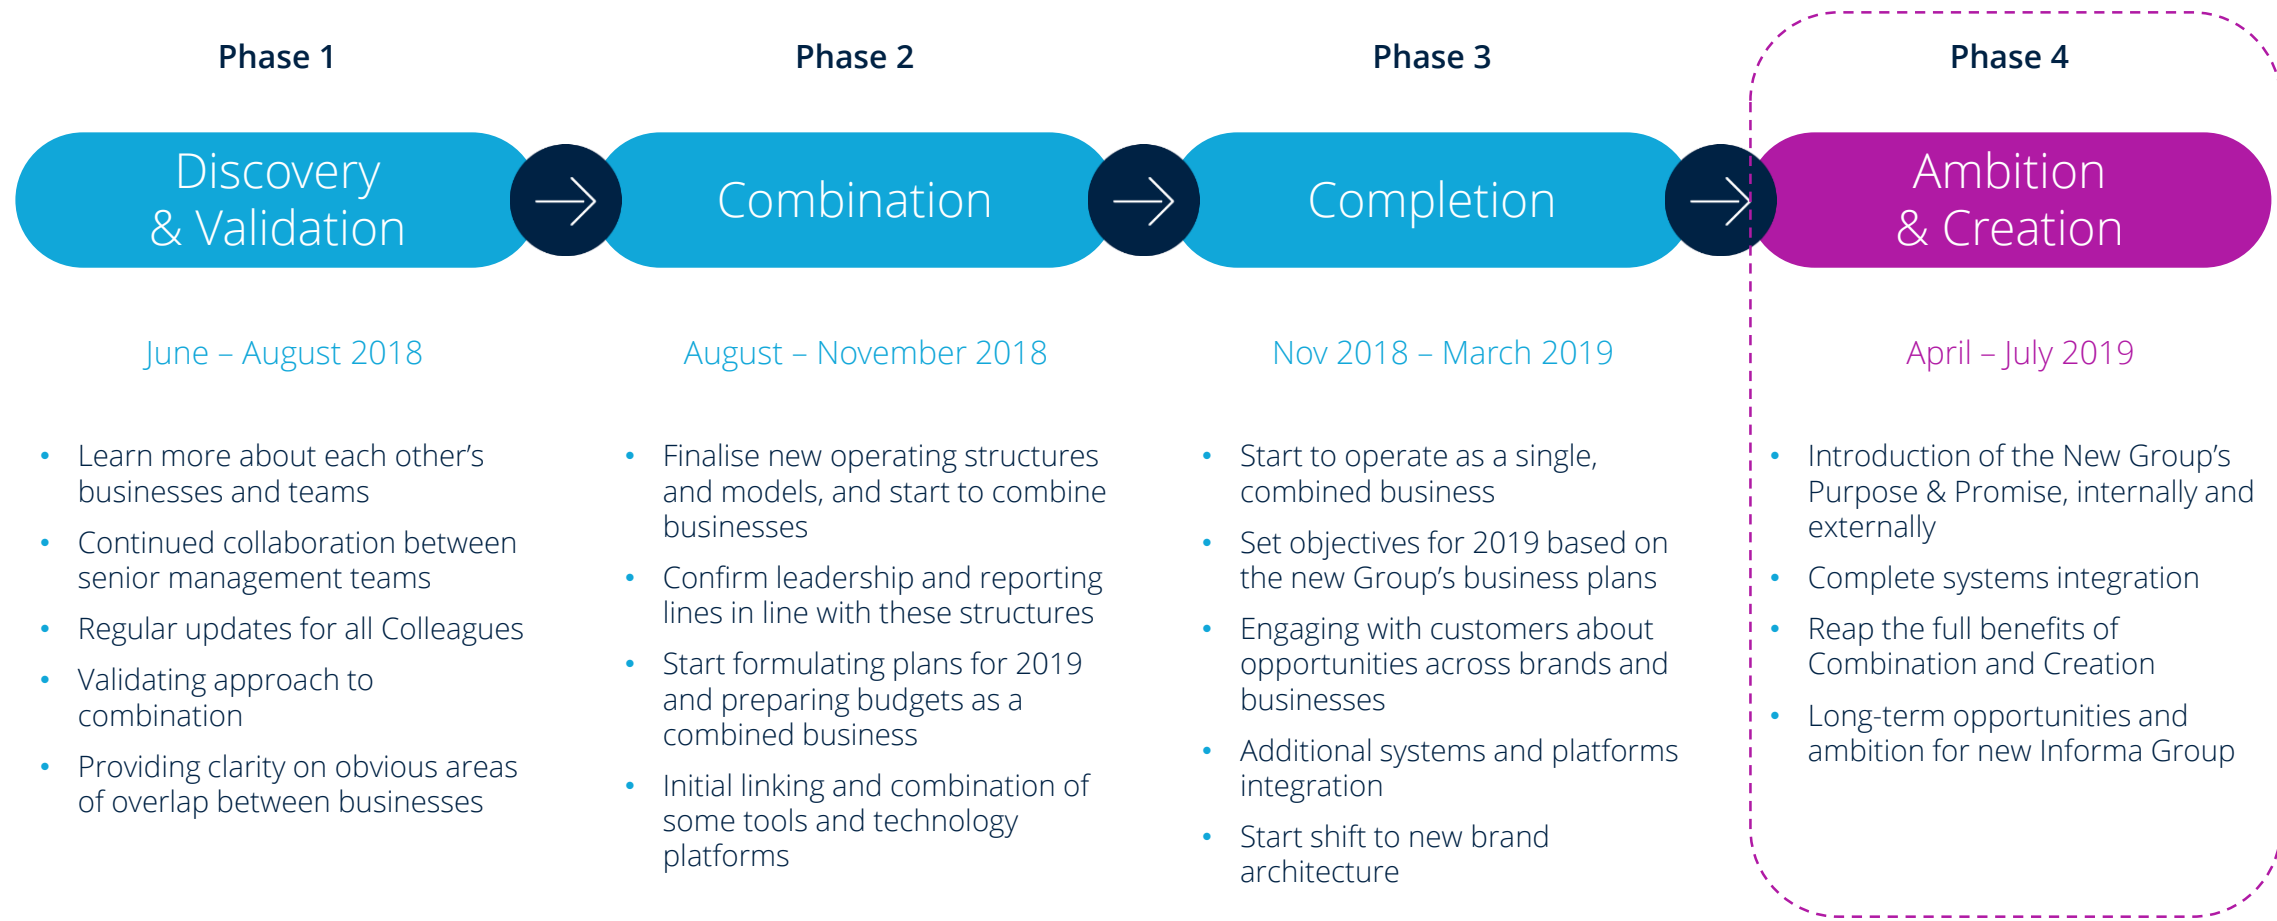 Phase 1
Discovery
& Validation
June – August 2018
• Learn more about each other’s
businesses and teams
• Continued collaboration between
senior management teams
• Regular updates for all Colleagues
• Validating approach to
combination
• Providing clarity on obvious areas
of overlap between businesses
Phase 2
Combination
August – November 2018
• Finalise new operating structures
and models, and start to combine
businesses
• Confirm leadership and reporting
lines in line with these structures
• Start formulating plans for 2019
and preparing budgets as a
combined business
• Initial linking and combination of
some tools and technology
platforms
Phase 3
Completion
Nov 2018 – March 2019
• Start to operate as a single,
combined business
• Set objectives for 2019 based on
the new Group’s business plans
• Engaging with customers about
opportunities across brands and
businesses
• Additional systems and platforms
integration
• Start shift to new brand
architecture
Phase 4
Ambition
& Creation
April – July 2019
• Introduction of the New Group’s
Purpose & Promise, internally and
externally
• Complete systems integration
• Reap the full benefits of
Combination and Creation
• Long-term opportunities and
ambition for new Informa Group